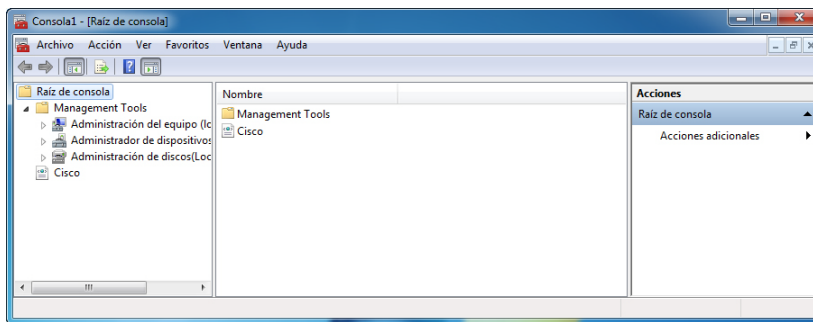 Consola1 - [Raíz de consola]
Archivo Acción Ver Favoritos Ventana Ayuda
Raíz de consola
Management Tools
Administración del equipo (lc
Administrador de dispositivos
Administración de discos(Loc
Cisco
Nombre
Management Tools
Cisco
Acciones
Raíz de consola
Acciones adicionales